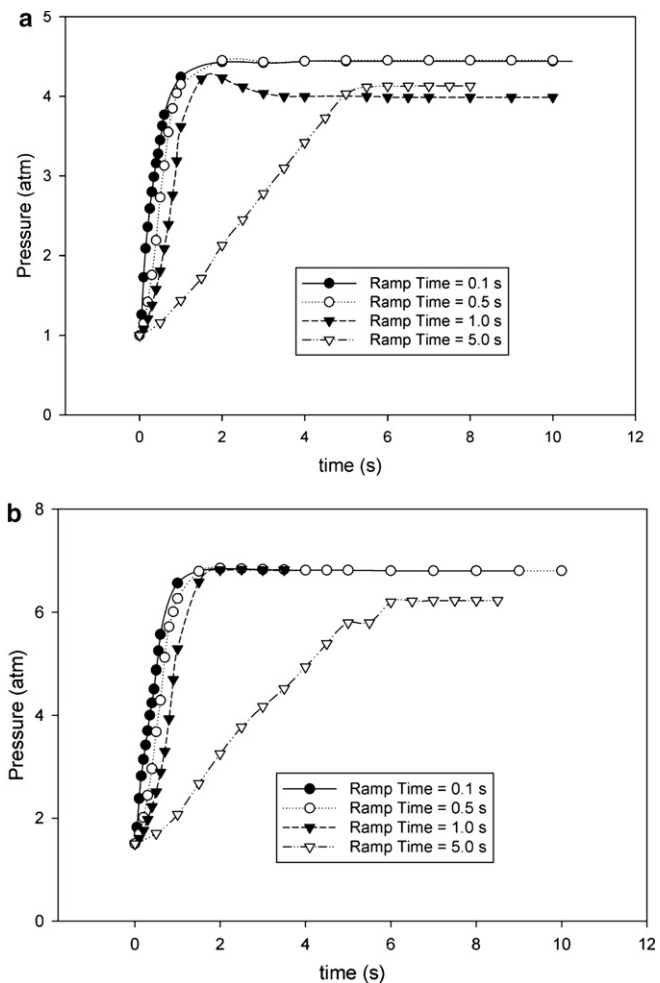 a
5
4
3
2
1
0
Pressure (atm)
Ramp Time = 0.1 s
Ramp Time = 0.5 s
Ramp Time = 1.0 s
Ramp Time = 5.0 s
0 2 4 6 8 10 12
time (s)
b
8
6
4
2
0
Pressure (atm)
Ramp Time = 0.1 s
Ramp Time = 0.5 s
Ramp Time = 1.0 s
Ramp Time = 5.0 s
0 2 4 6 8 10 12
time (s)